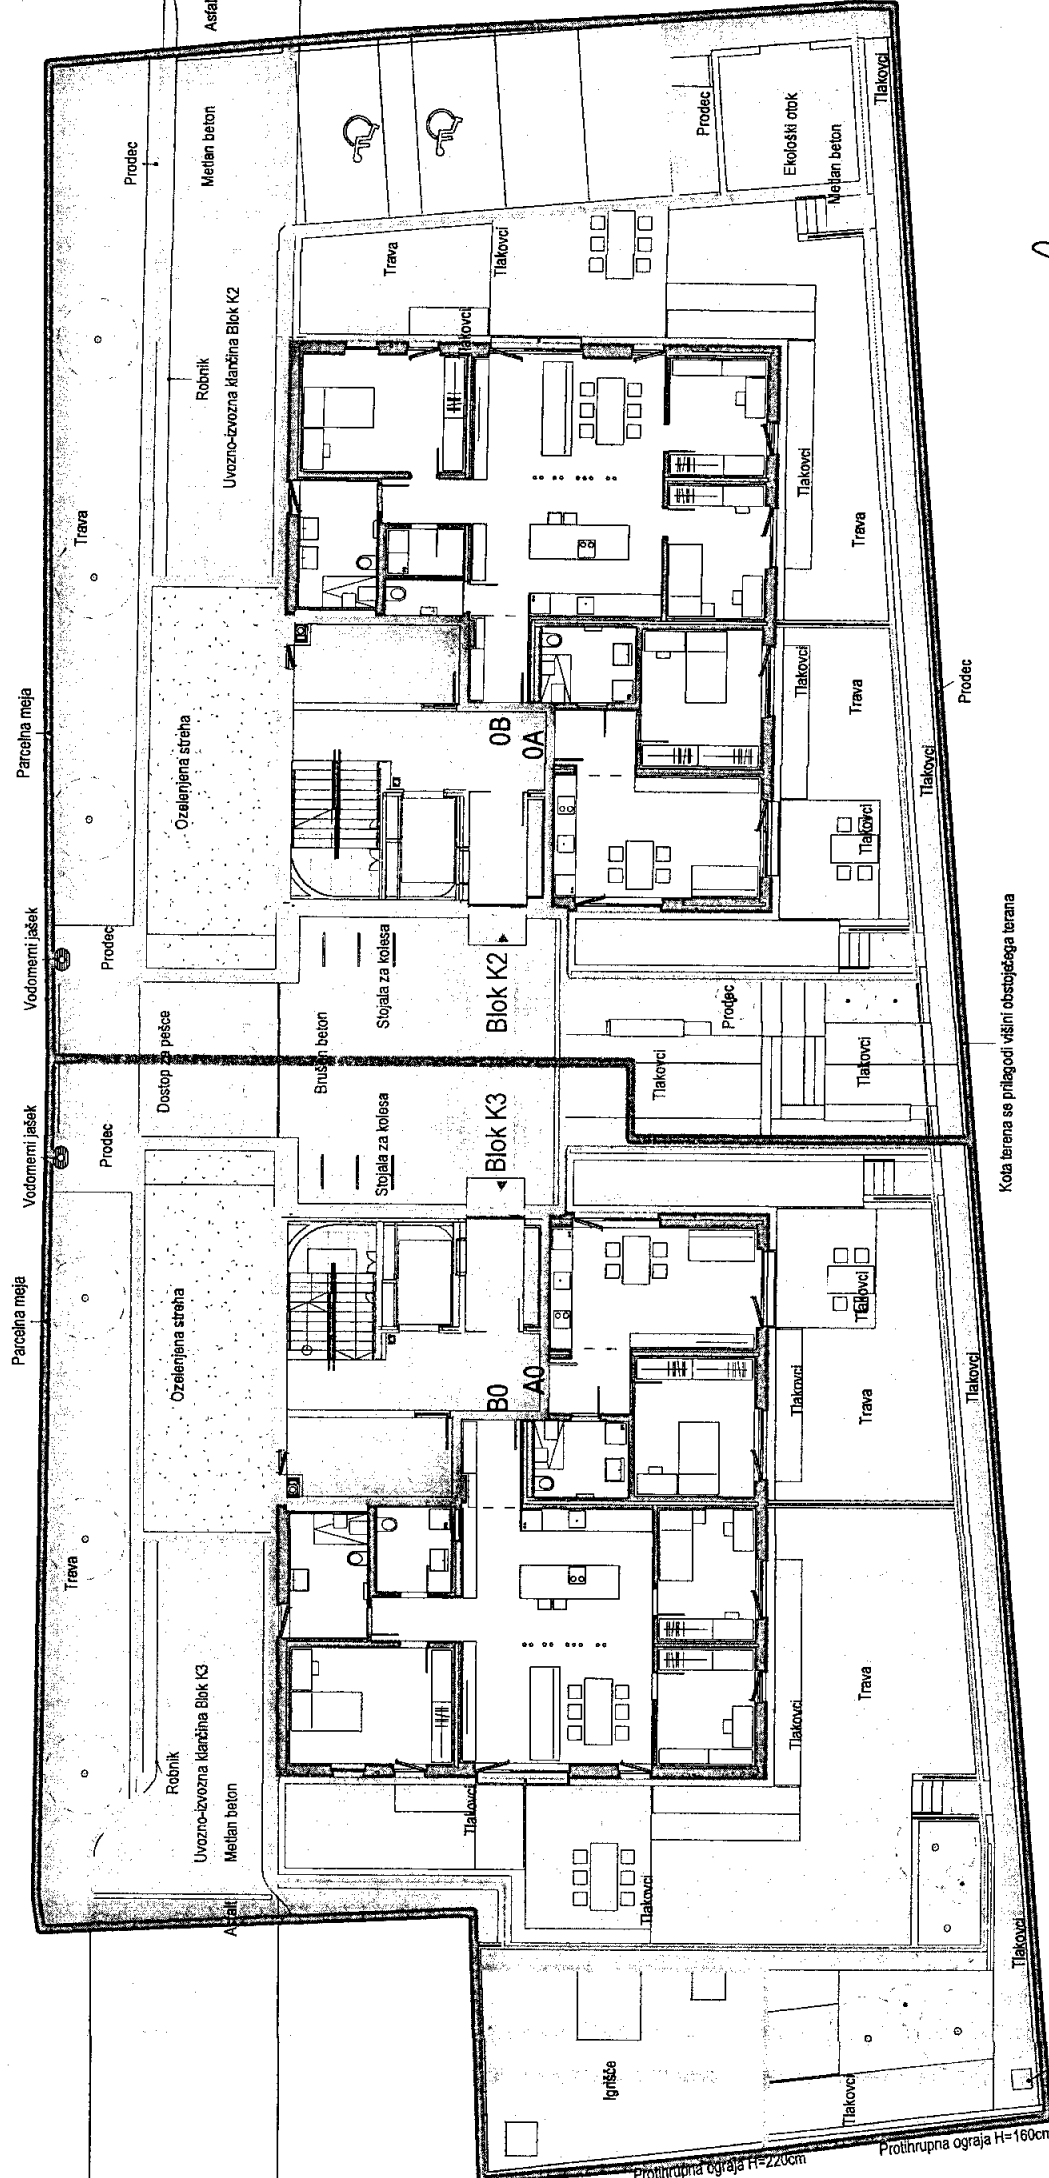 Asfalt
Prodec
Metlan beton
Prodec
Ekološki otok
Metlan beton
Tlakovci
Trava
Tlakovci
Robnik
Uvozno-izvozna klančina Blok K2
Tlakovci
Trava
Tlakovci
Trava
Parcelna meja
Ozelenjena streha
0B
0A
Tlakovci
Trava
Prodec
Tlakovci
Tlakovci
Vodomerni jašek
Prodec
Dostop za pešce
Brušen beton
Stojala za kolesa
Blok K2
Prodec
Tlakovci
Tlakovci
Kota terena se prilagodi višini obstoječega terana
Vodomerni jašek
Prodec
Stojala za kolesa
Blok K3
Parcelna meja
Ozelenjena streha
B0
A0
Tlakovci
Tlakovci
Trava
Tlakovci
Trava
Robnik
Uvozno-izvozna klančina Blok K3
Metlan beton
Asfalt
Tlakovci
Tlakovci
Tlakovci
Trava
Tlakovci
Igrišče
Tlakovci
Protihrupna ograja H=220cm
Protihrupna ograja H=160cm